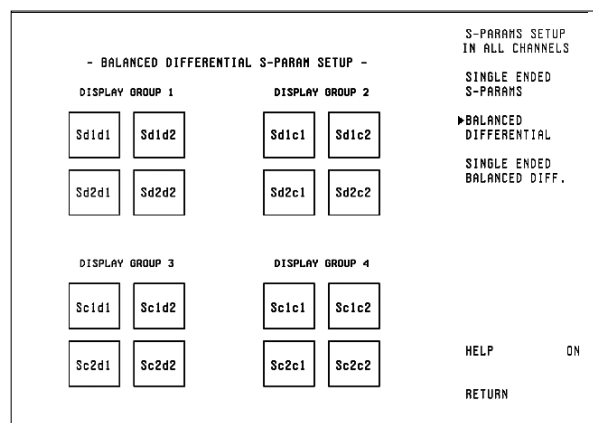 - BALANCED DIFFERENTIAL S-PARAM SETUP -
DISPLAY GROUP 1
Sd1d1 Sd1d2
Sd2d1 Sd2d2
DISPLAY GROUP 2
Sd1c1 Sd1c2
Sd2c1 Sd2c2
DISPLAY GROUP 3
Sc1d1 Sc1d2
Sc2d1 Sc2d2
DISPLAY GROUP 4
Sc1c1 Sc1c2
Sc2c1 Sc2c2
S-PARAMS SETUP
IN ALL CHANNELS
SINGLE ENDED
S-PARAMS
▶BALANCED
DIFFERENTIAL
SINGLE ENDED
BALANCED DIFF.
HELP ON
RETURN